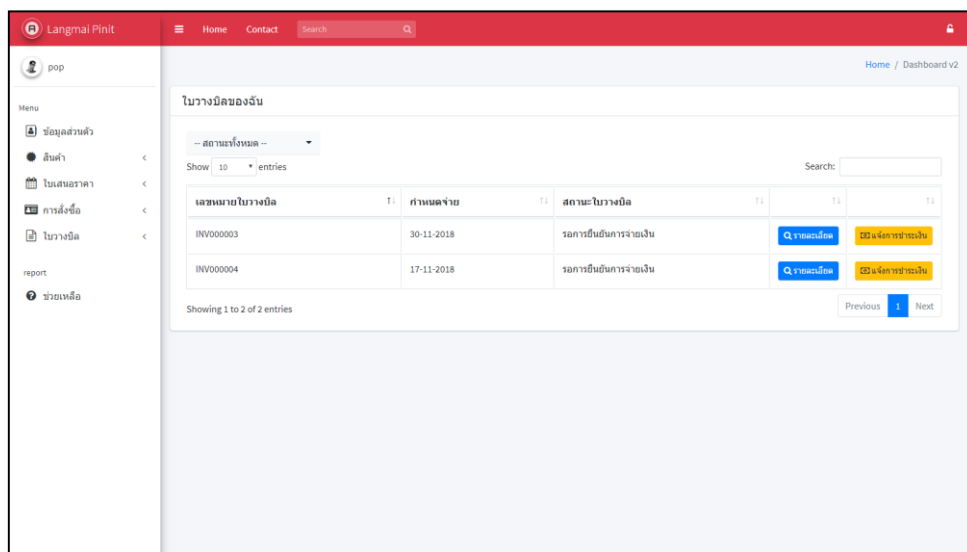 Langmai Pinit
Home Contact Search
pop
Home / Dashboard v2
Menu
ข้อมูลส่วนตัว
สินค้า
ใบเสนอราคา
การสั่งซื้อ
ใบวางบิล
report
ช่วยเหลือ
ใบวางบิลของฉัน
-- สถานะทั้งหมด --
Show 10 entries
Search:
เลขหมายใบวางบิล กำหนดจ่าย สถานะใบวางบิล
INV000003 30-11-2018 รอการยืนยันการจ่ายเงิน รายละเอียด แจ้งการชำระเงิน
INV000004 17-11-2018 รอการยืนยันการจ่ายเงิน รายละเอียด แจ้งการชำระเงิน
Showing 1 to 2 of 2 entries
Previous 1 Next